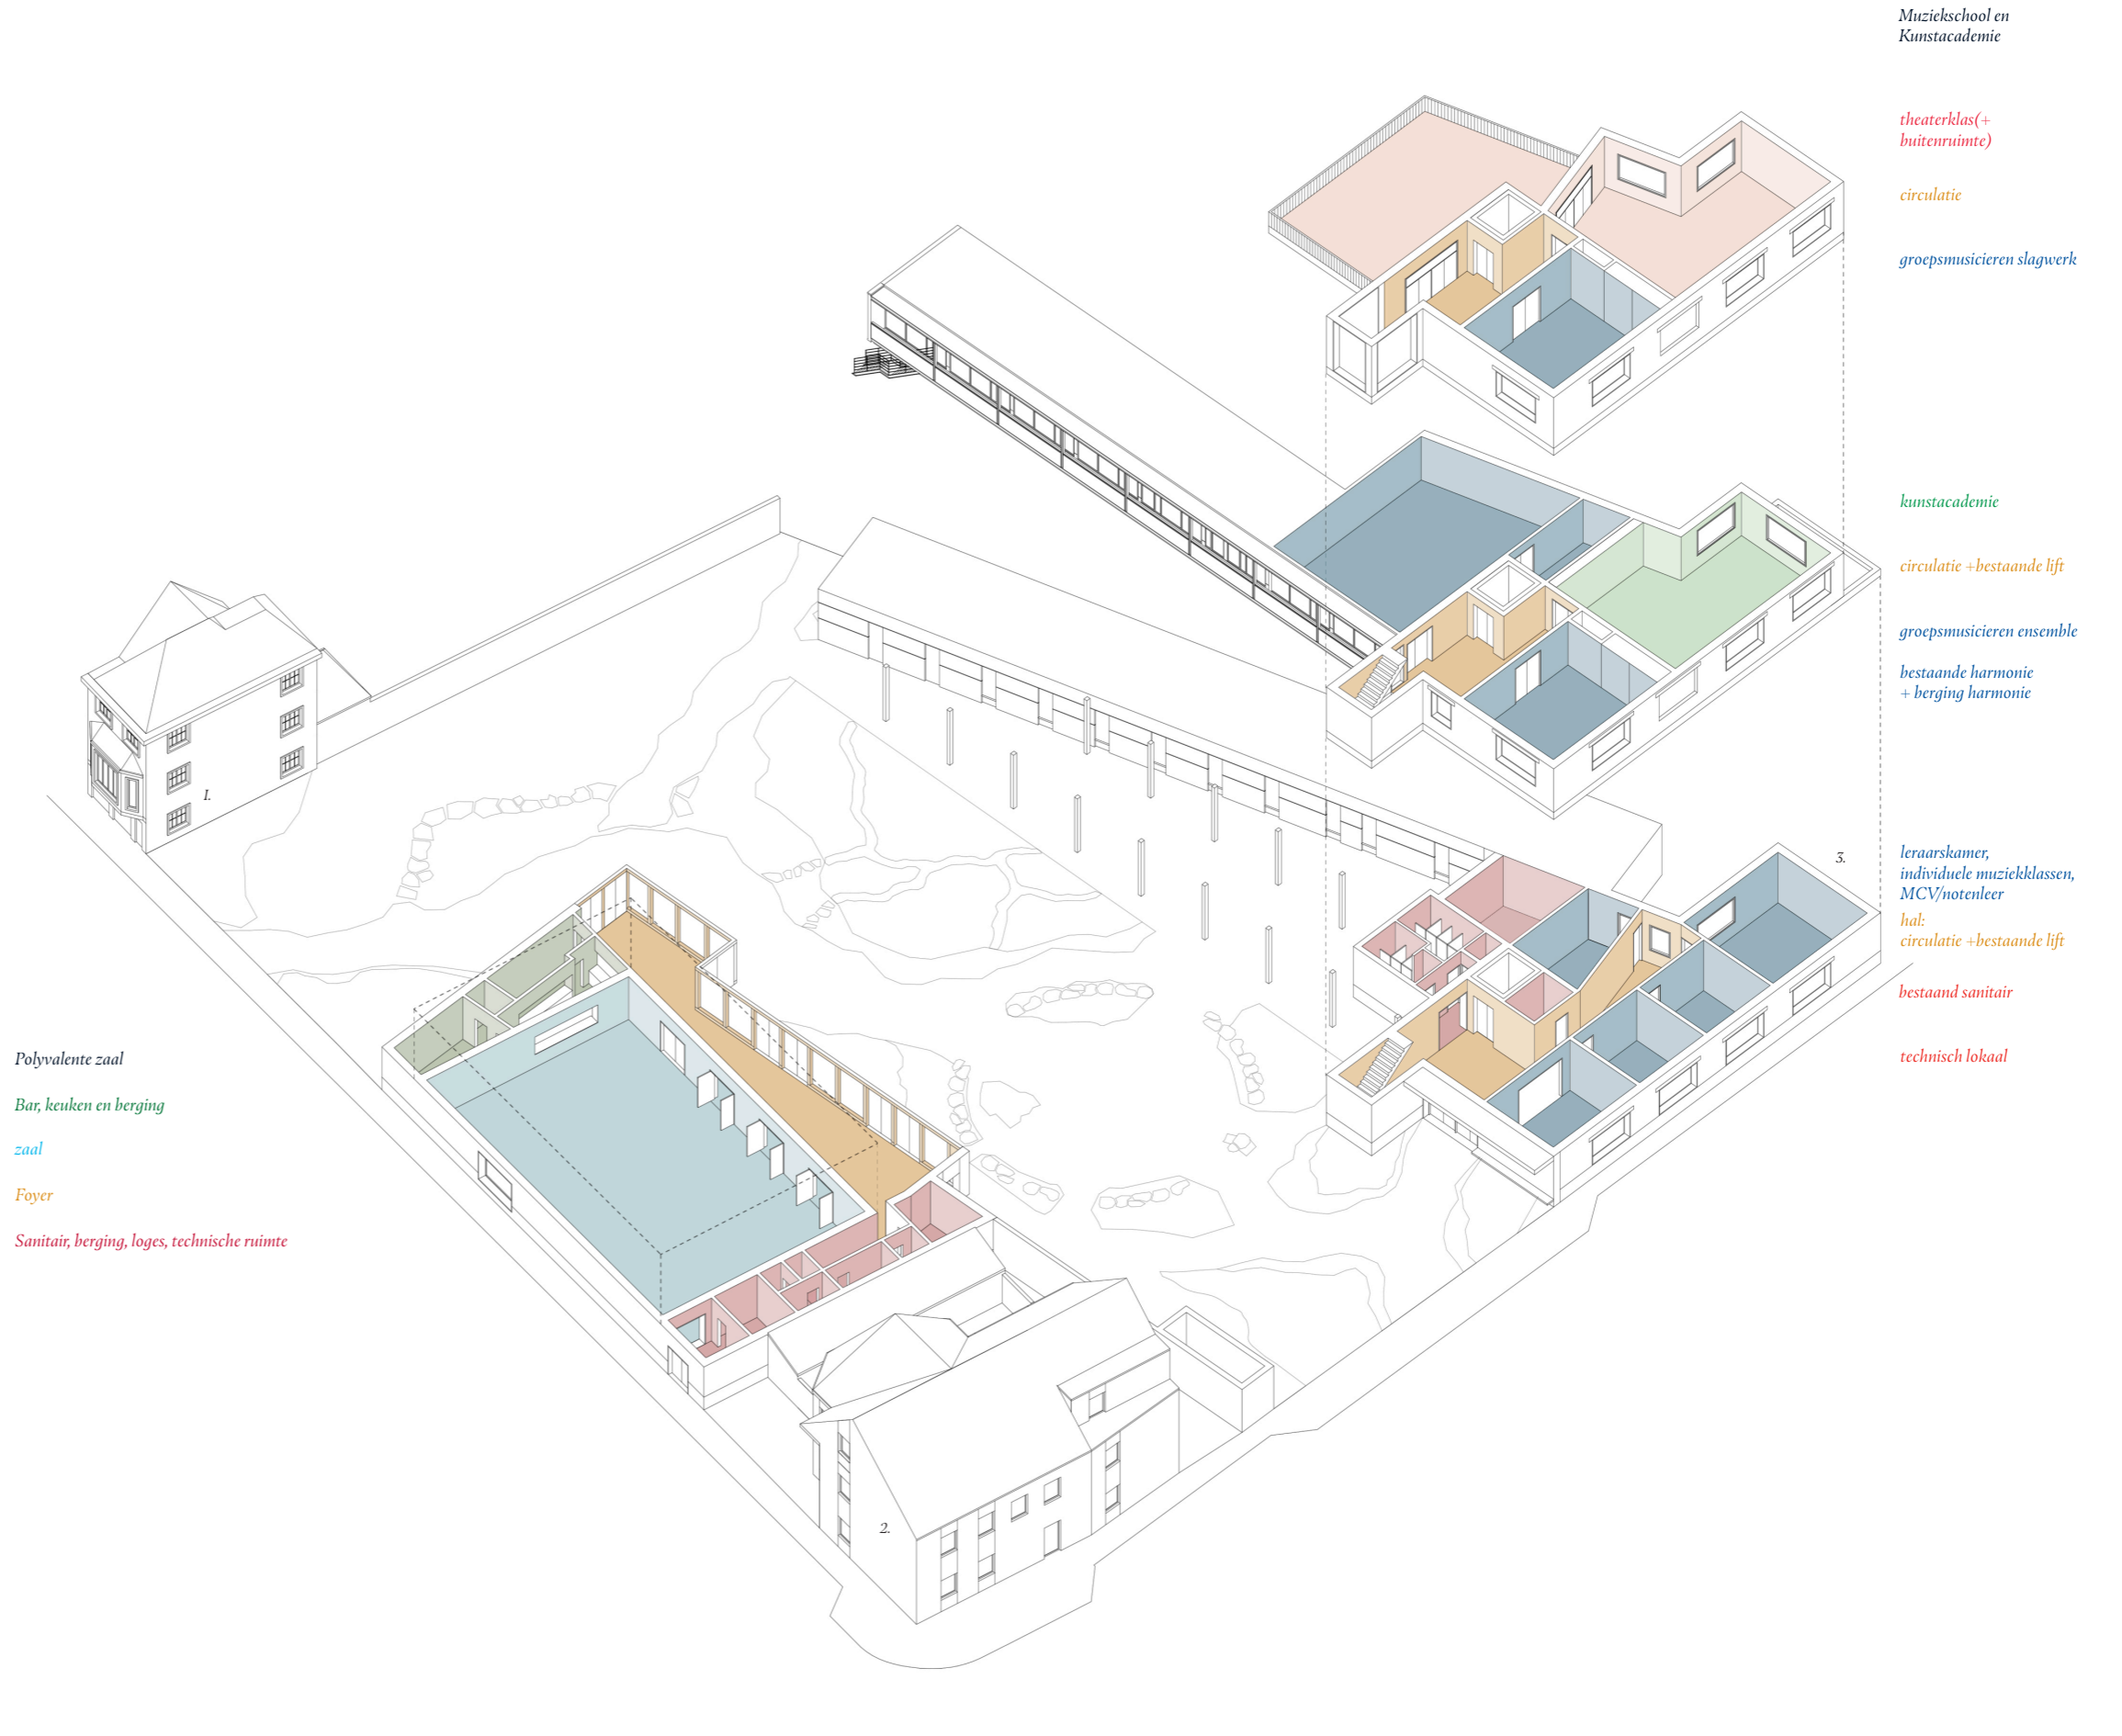 Muziekschool en
Kunstacademie
theaterklas(+
buitenruimte)
circulatie
groepsmusicieren slagwerk
kunstacademie
circulatie +bestaande lift
groepsmusicieren ensemble
bestaande harmonie
+ berging harmonie
1.
3.
leraarskamer,
individuele muziekklassen,
MCV/notenleer
hal:
circulatie +bestaande lift
bestaand sanitair
technisch lokaal
Polyvalente zaal
Bar, keuken en berging
zaal
Foyer
Sanitair, berging, loges, technische ruimte
2.